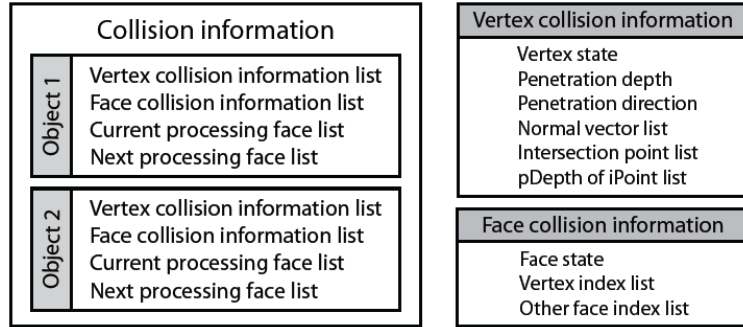 Collision information
Object 1
Vertex collision information list
Face collision information list
Current processing face list
Next processing face list
Object 2
Vertex collision information list
Face collision information list
Current processing face list
Next processing face list
Vertex collision information
Vertex state
Penetration depth
Penetration direction
Normal vector list
Intersection point list
pDepth of iPoint list
Face collision information
Face state
Vertex index list
Other face index list